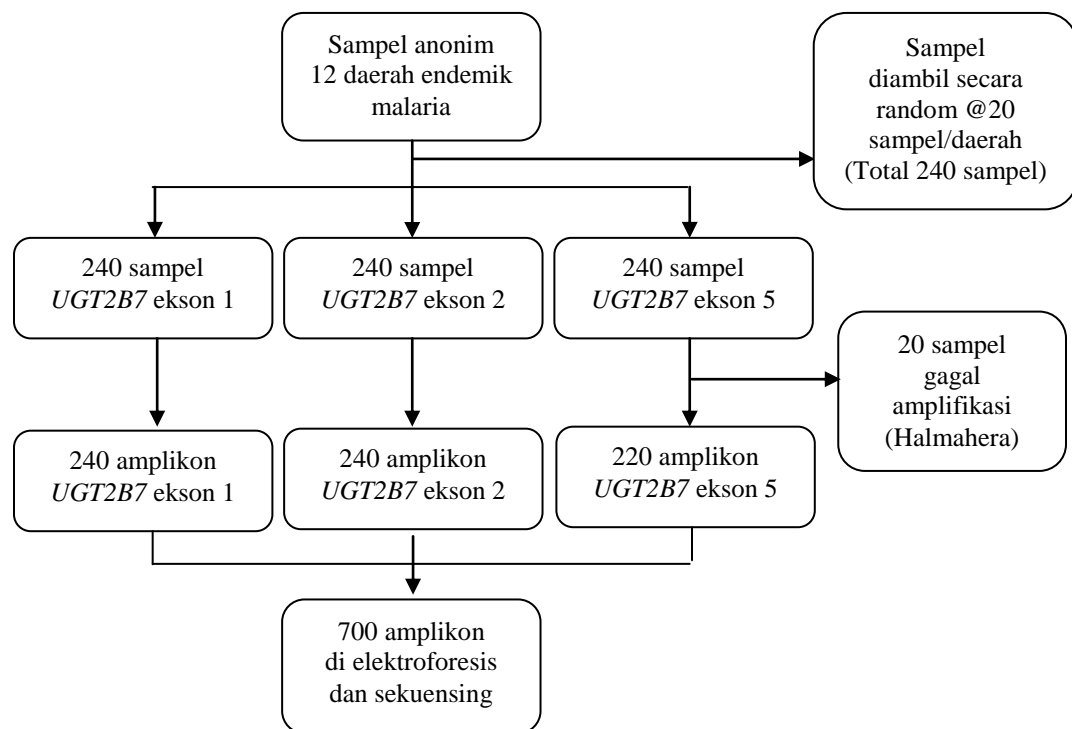 Sampel anonim
12 daerah endemik
malaria
Sampel
diambil secara
random @20
sampel/daerah
(Total 240 sampel)
240 sampel
UGT2B7 ekson 1
240 sampel
UGT2B7 ekson 2
240 sampel
UGT2B7 ekson 5
20 sampel
gagal
amplifikasi
(Halmahera)
240 amplikon
UGT2B7 ekson 1
240 amplikon
UGT2B7 ekson 2
220 amplikon
UGT2B7 ekson 5
700 amplikon
di elektroforesis
dan sekuensing